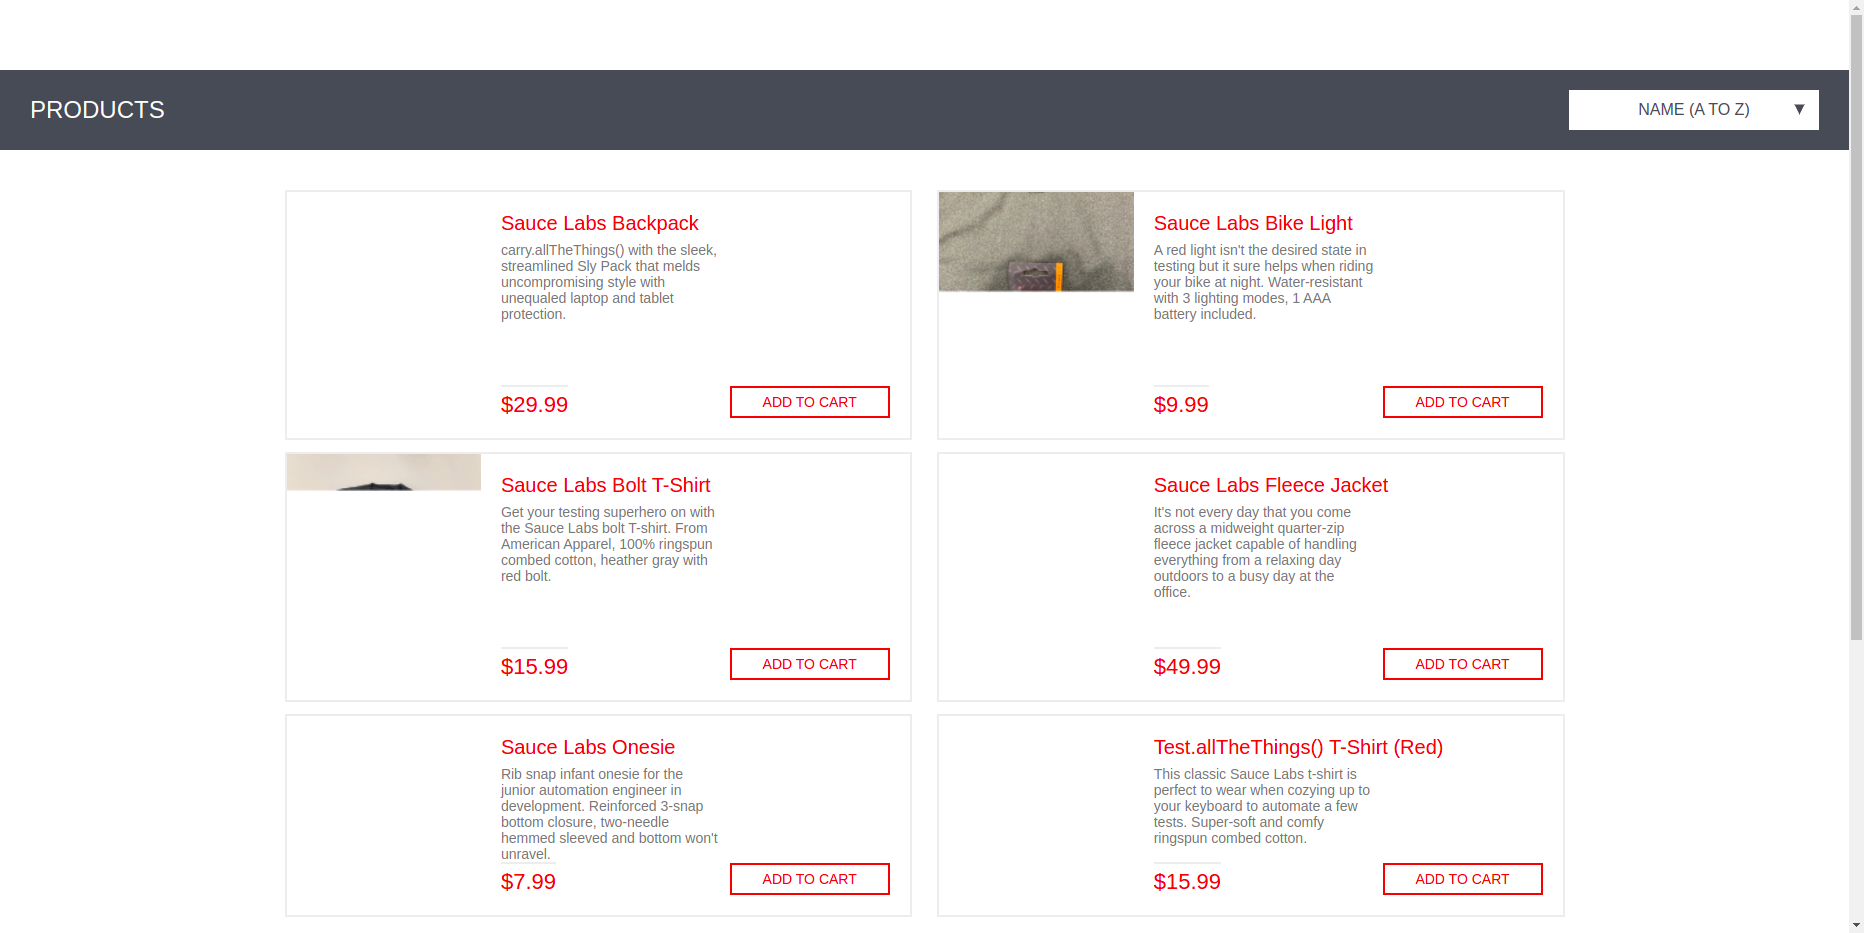 PRODUCTS
NAME (A TO Z)
Sauce Labs Backpack
carry.allTheThings() with the sleek,
streamlined Sly Pack that melds
uncompromising style with
unequaled laptop and tablet
protection.
$29.99
ADD TO CART
Sauce Labs Bike Light
A red light isn't the desired state in
testing but it sure helps when riding
your bike at night. Water-resistant
with 3 lighting modes, 1 AAA
battery included.
$9.99
ADD TO CART
Sauce Labs Bolt T-Shirt
Get your testing superhero on with
the Sauce Labs bolt T-shirt. From
American Apparel, 100% ringspun
combed cotton, heather gray with
red bolt.
$15.99
ADD TO CART
Sauce Labs Fleece Jacket
It's not every day that you come
across a midweight quarter-zip
fleece jacket capable of handling
everything from a relaxing day
outdoors to a busy day at the
office.
$49.99
ADD TO CART
Sauce Labs Onesie
Rib snap infant onesie for the
junior automation engineer in
development. Reinforced 3-snap
bottom closure, two-needle
hemmed sleeved and bottom won't
unravel.
$7.99
ADD TO CART
Test.allTheThings() T-Shirt (Red)
This classic Sauce Labs t-shirt is
perfect to wear when cozying up to
your keyboard to automate a few
tests. Super-soft and comfy
ringspun combed cotton.
$15.99
ADD TO CART